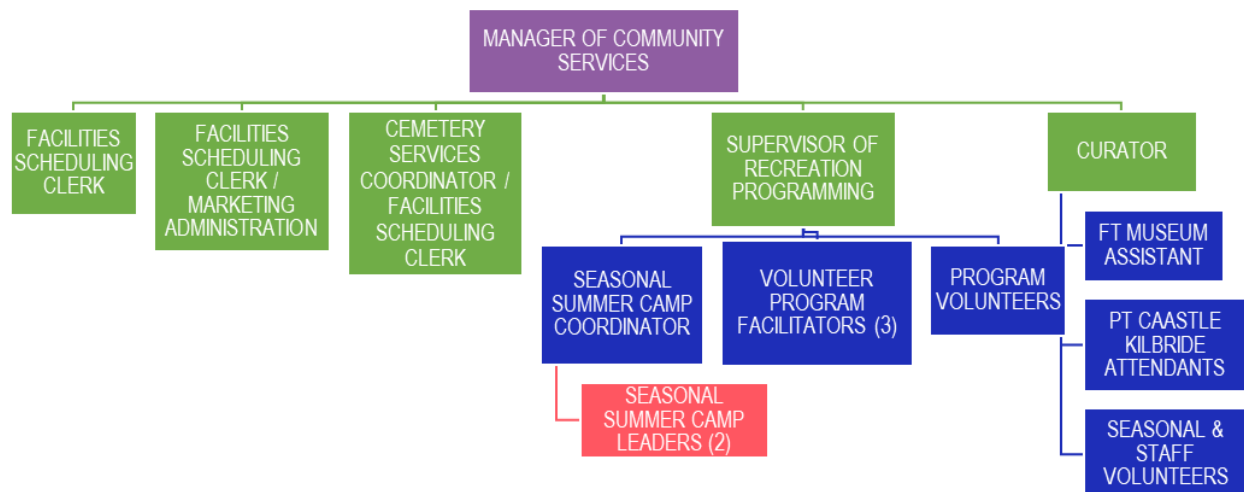 MANAGER OF COMMUNITY
SERVICES
FACILITIES
SCHEDULING
CLERK
FACILITIES
SCHEDULING
CLERK /
MARKETING
ADMINISTRATION
CEMETERY
SERVICES
COORDINATOR /
FACILITIES
SCHEDULING
CLERK
SUPERVISOR OF
RECREATION
PROGRAMMING
CURATOR
SEASONAL
SUMMER CAMP
COORDINATOR
VOLUNTEER
PROGRAM
FACILITATORS (3)
PROGRAM
VOLUNTEERS
SEASONAL
SUMMER CAMP
LEADERS (2)
FT MUSEUM
ASSISTANT
PT CAASTLE
KILBRIDE
ATTENDANTS
SEASONAL &
STAFF
VOLUNTEERS